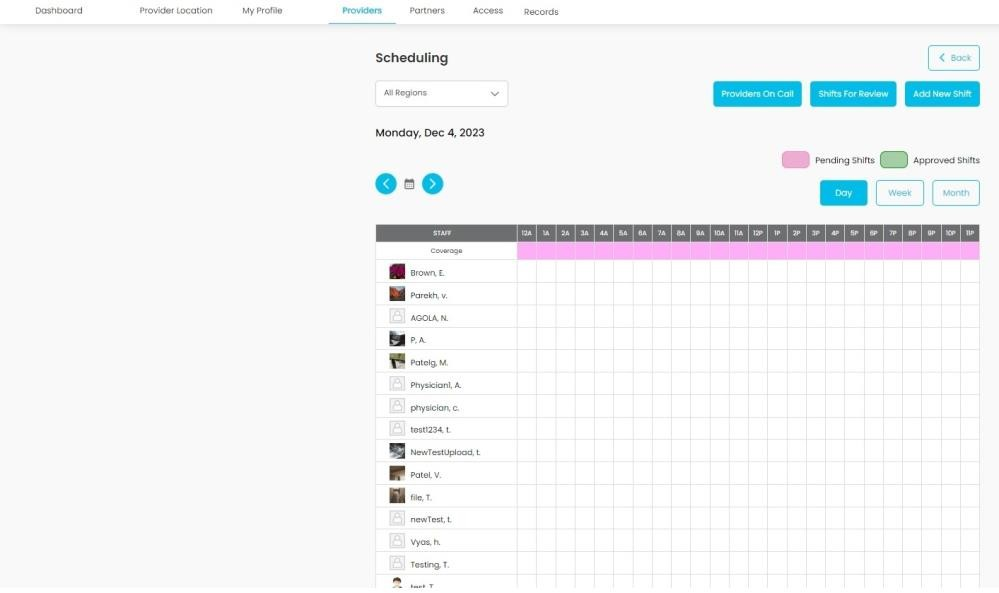 Dashboard Provider Location My Profile Providers Partners Access Records
Scheduling
Back
All Regions
Providers On Call Shifts For Review Add New Shift
Monday, Dec 4, 2023
Pending Shifts Approved Shifts
Day Week Month
STAFF 12A 1A 2A 3A 4A 5A 6A 7A 8A 9A 10A 11A 12P 1P 2P 3P 4P 5P 6P 7P 8P 9P 10P 11P
Coverage
Brown, E.
Parekh, v.
AGOLA, N.
P, A.
Patelg, M.
Physician1, A.
physician, c.
test1234, t.
NewTestUpload, t.
Patel, V.
file, T.
newTest, t.
Vyas, h.
Testing, T.
test, T.